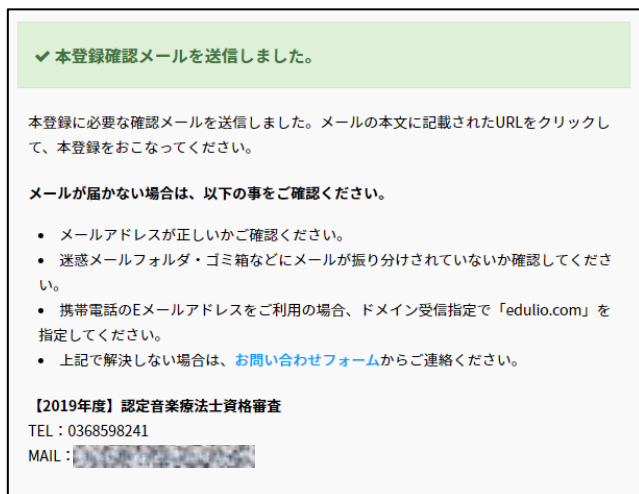 ✔ 本登録確認メールを送信しました。
本登録に必要な確認メールを送信しました。メールの本文に記載されたURLをクリックし
て、本登録をおこなってください。
メールが届かない場合は、以下の事をご確認ください。
• メールアドレスが正しいかご確認ください。
• 迷惑メールフォルダ・ゴミ箱などにメールが振り分けされていないか確認してくださ
い。
• 携帯電話のEメールアドレスをご利用の場合、ドメイン受信指定で「edulio.com」を
指定してください。
• 上記で解決しない場合は、お問い合わせフォームからご連絡ください。
【2019年度】認定音楽療法士資格審査
TEL：0368598241
MAIL：